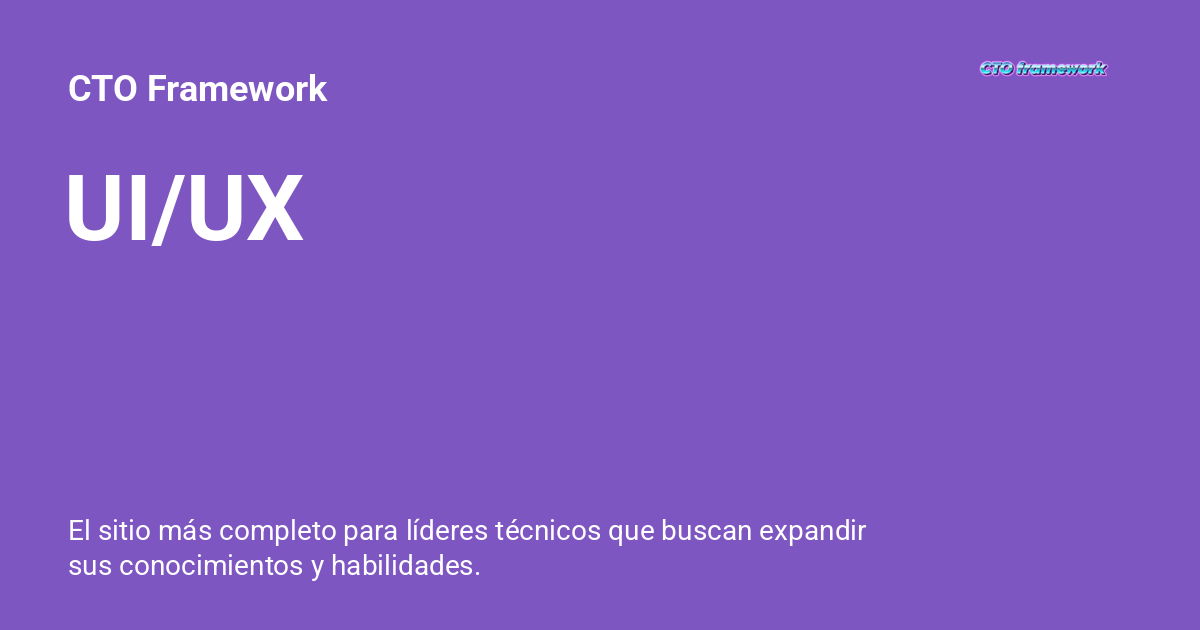 CTO Framework
CTO framework
UI/UX
El sitio más completo para líderes técnicos que buscan expandir
sus conocimientos y habilidades.